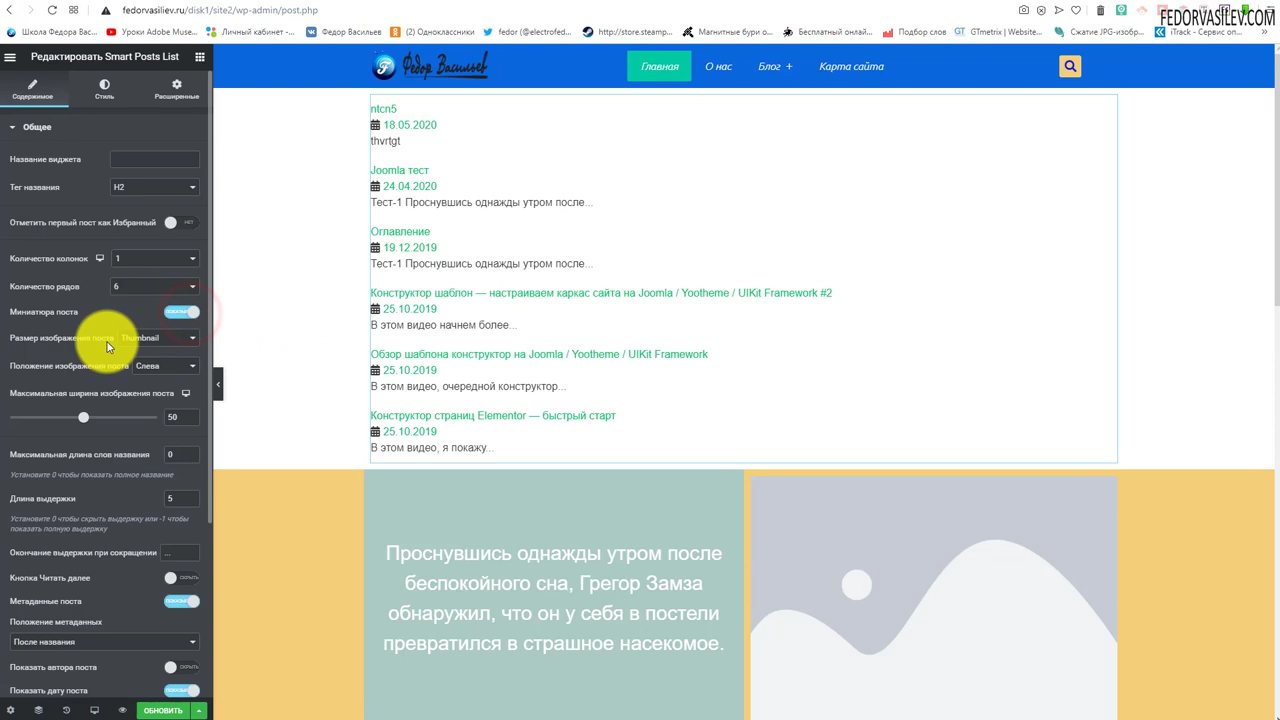 fedorvasiliev.ru/disk1/site2/wp-admin/post.php
FEDORVASILEV.COM
Школа Федора Вас...
Уроки Adobe Muse...
Личный кабинет -...
Федор Васильев
(2) Одноклассники
fedor (@electrofed...
http://store.steamp...
Магнитные бури о...
Бесплатный онлай...
Подбор слов
GTmetrix | Website...
Сжатие JPG-изобр...
iTrack - Сервис оп...
Редактировать Smart Posts List
Содержимое
Стиль
Расширенные
Общее
Название виджета
Тег названия
H2
Отметить первый пост как Избранный
НЕТ
Количество колонок
1
Количество рядов
6
Миниатюра поста
Размер изображения поста
Thumbnail
Положение изображения поста
Слева
Максимальная ширина изображения поста
50
Максимальная длина слов названия
0
Установите 0 чтобы показать полное название
Длина выдержки
5
Установите 0 чтобы скрыть выдержку или -1 чтобы
показать полную выдержку
Окончание выдержки при сокращении
...
Кнопка Читать далее
СКРЫТЬ
Метаданные поста
Положение метаданных
После названия
Показать автора поста
СКРЫТЬ
Показать дату поста
ОБНОВИТЬ
Федор Васильев
Главная
О нас
Блог +
Карта сайта
ntcn5
18.05.2020
thvrtgt
Joomla тест
24.04.2020
Тест-1 Проснувшись однажды утром после...
Оглавление
19.12.2019
Тест-1 Проснувшись однажды утром после...
Конструктор шаблон — настраиваем каркас сайта на Joomla / Yootheme / UIKit Framework #2
25.10.2019
В этом видео начнем более...
Обзор шаблона конструктор на Joomla / Yootheme / UIKit Framework
25.10.2019
В этом видео, очередной конструктор...
Конструктор страниц Elementor — быстрый старт
25.10.2019
В этом видео, я покажу...
Проснувшись однажды утром после
беспокойного сна, Грегор Замза
обнаружил, что он у себя в постели
превратился в страшное насекомое.